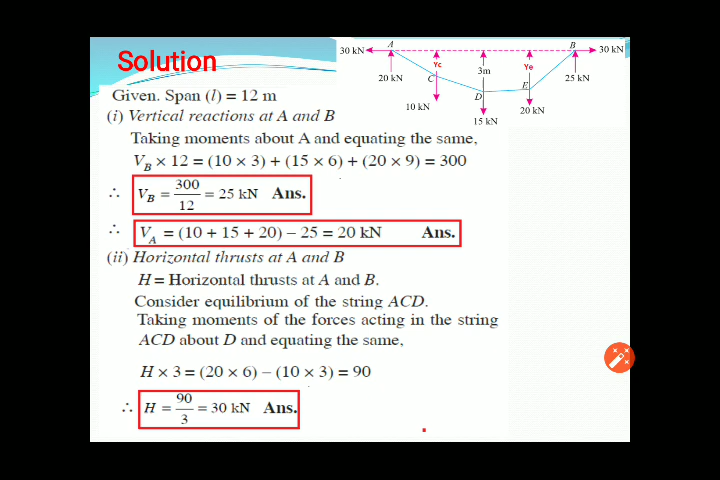 Solution
30 kN A B 30 kN
Yc 3m Ye
20 kN C D E 25 kN
10 kN 15 kN 20 kN
Given. Span (l) = 12 m
(i) Vertical reactions at A and B
Taking moments about A and equating the same,
V_B × 12 = (10 × 3) + (15 × 6) + (20 × 9) = 300
∴ V_B = 300/12 = 25 kN Ans.
∴ V_A = (10 + 15 + 20) – 25 = 20 kN Ans.
(ii) Horizontal thrusts at A and B
H = Horizontal thrusts at A and B.
Consider equilibrium of the string ACD.
Taking moments of the forces acting in the string
ACD about D and equating the same,
H × 3 = (20 × 6) – (10 × 3) = 90
∴ H = 90/3 = 30 kN Ans.